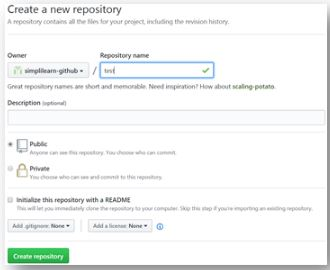 Create a new repository
A repository contains all the files for your project, including the revision history.
Owner
Repository name
simplilearn-github / test
Great repository names are short and memorable. Need inspiration? How about scaling-potato.
Description (optional)
Public
Anyone can see this repository. You choose who can commit.
Private
You choose who can see and commit to this repository.
Initialize this repository with a README
This will let you immediately clone the repository to your computer. Skip this step if you're importing an existing repository.
Add .gitignore: None Add a license: None
Create repository